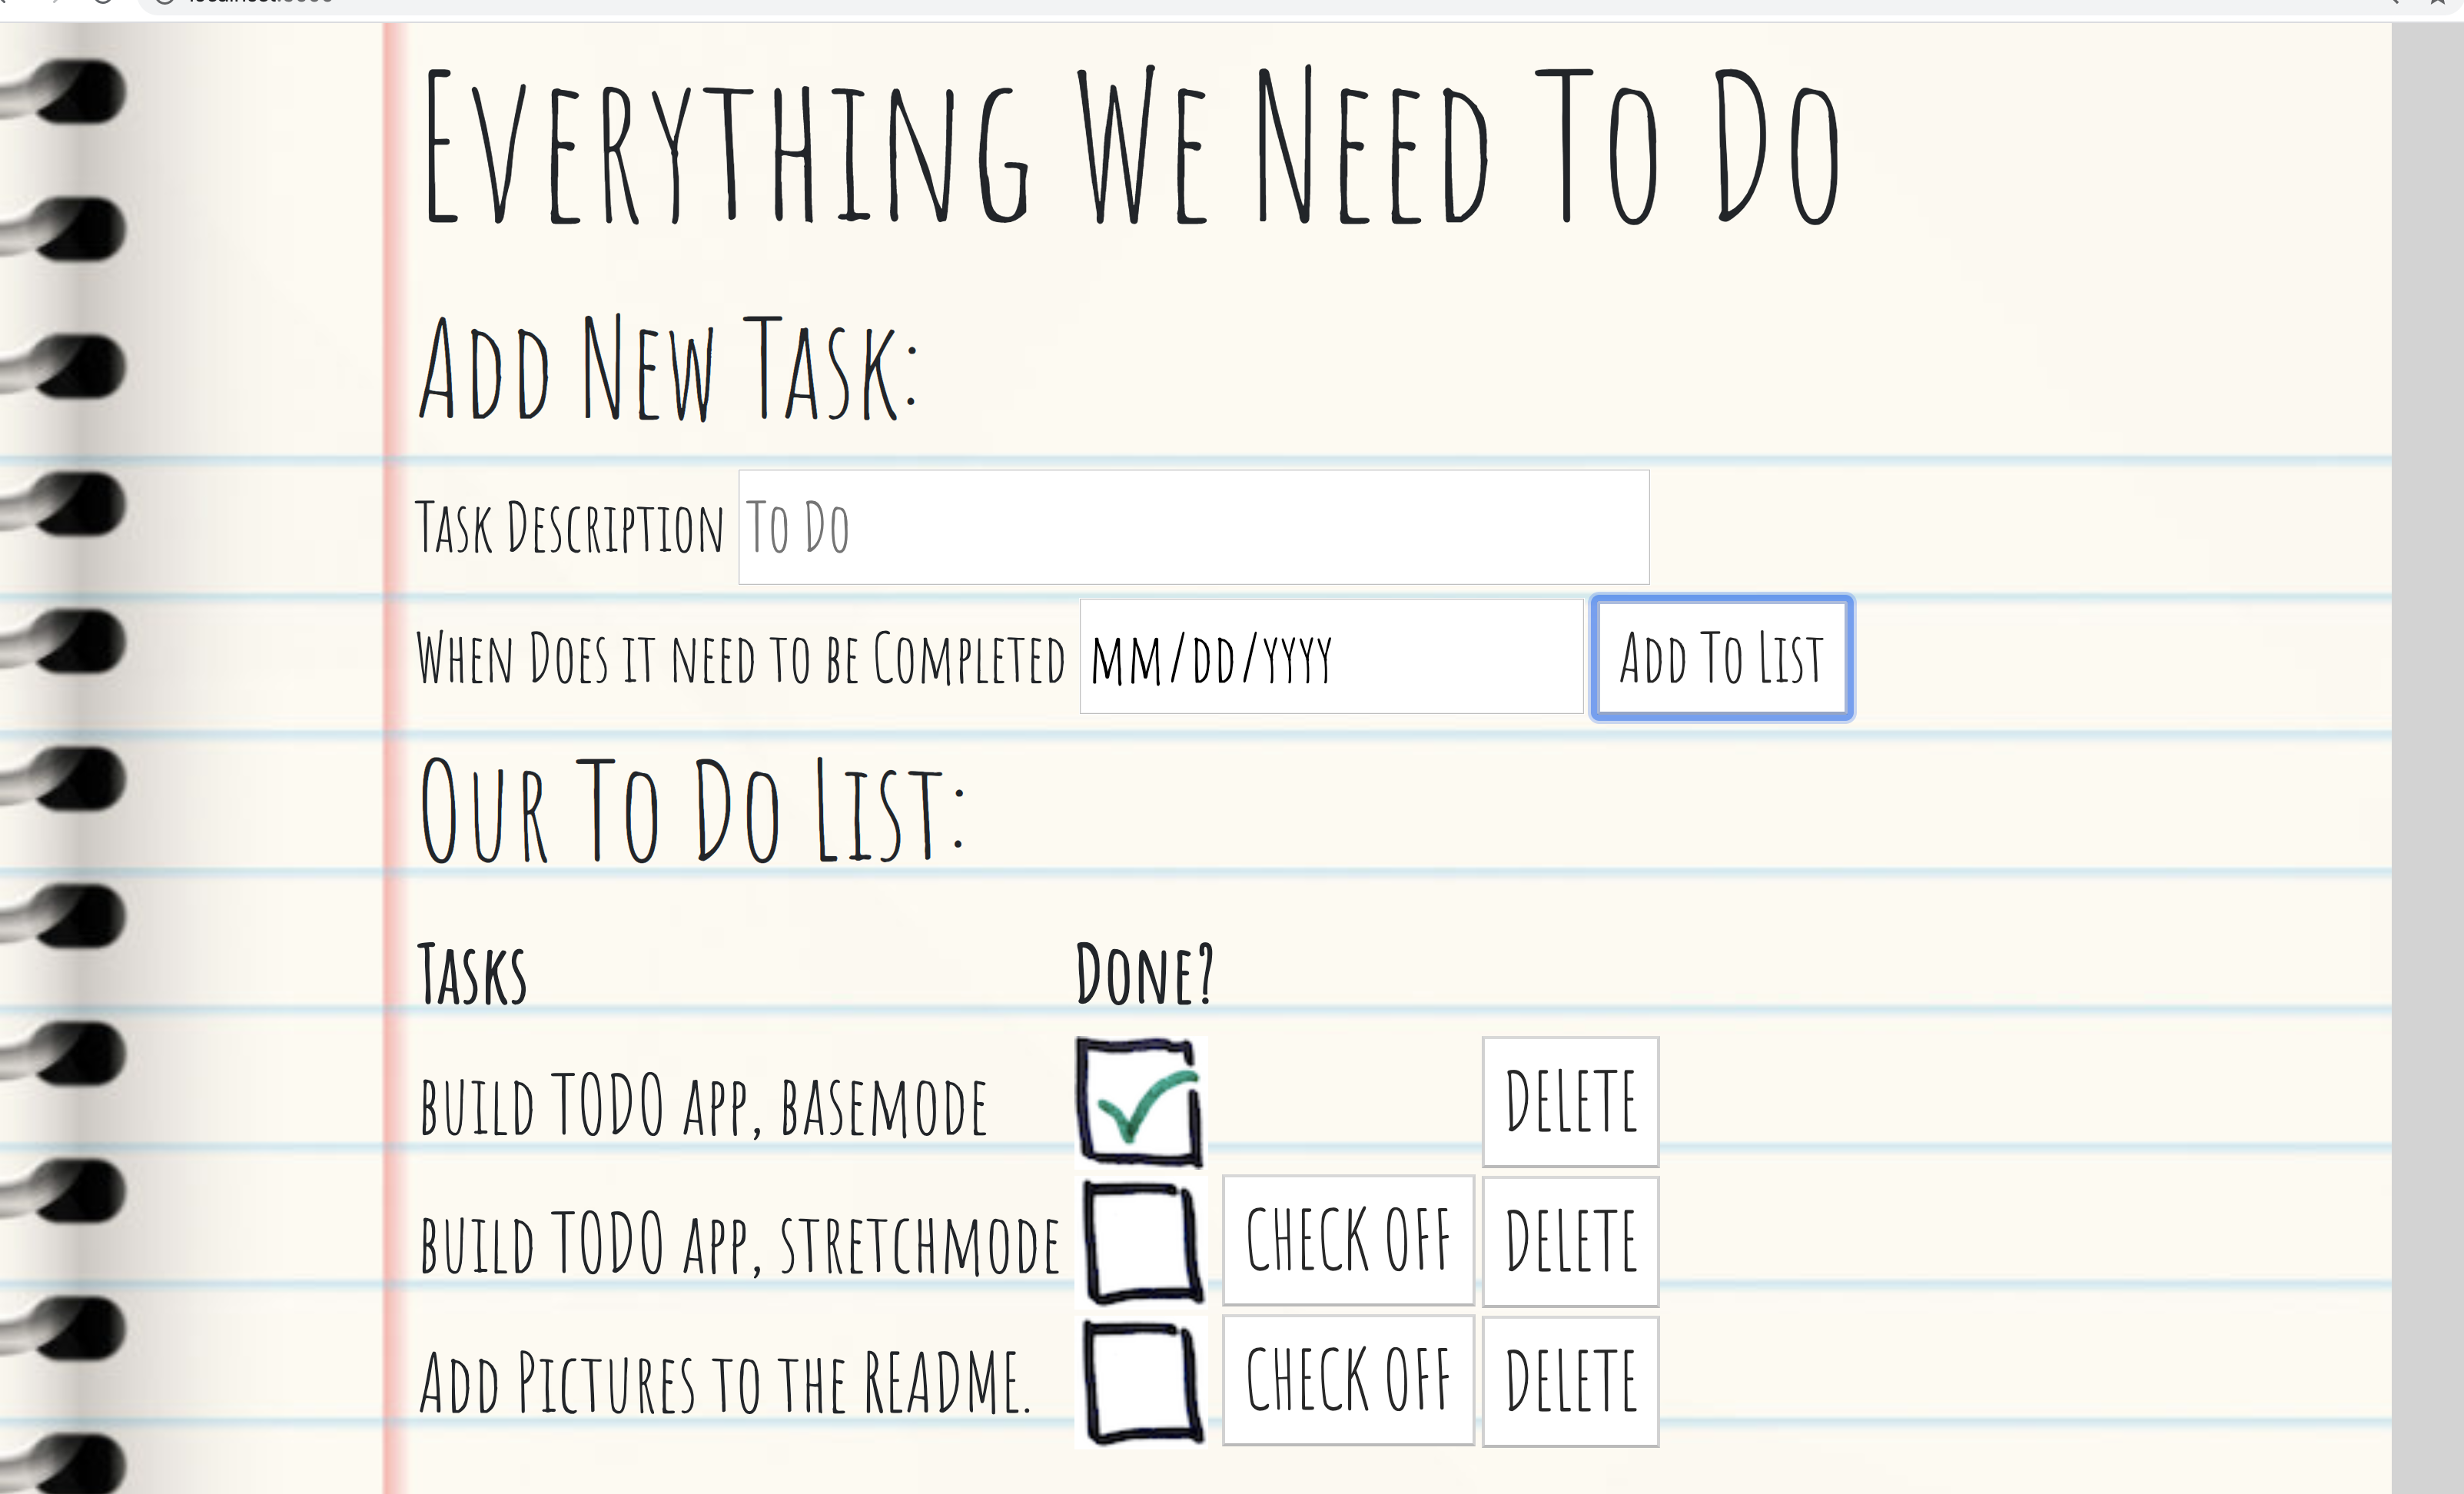 Everything We Need To Do
Add New Task:
Task Description To Do
When Does it need to be Completed mm/dd/yyyy Add To List
Our To Do List:
Tasks Done?
build TODO app, basemode DELETE
build TODO app, stretchmode CHECK OFF DELETE
Add Pictures to the README. CHECK OFF DELETE